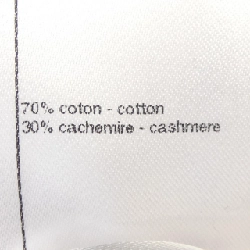 70% coton - cotton
30% cachemire - cashmere